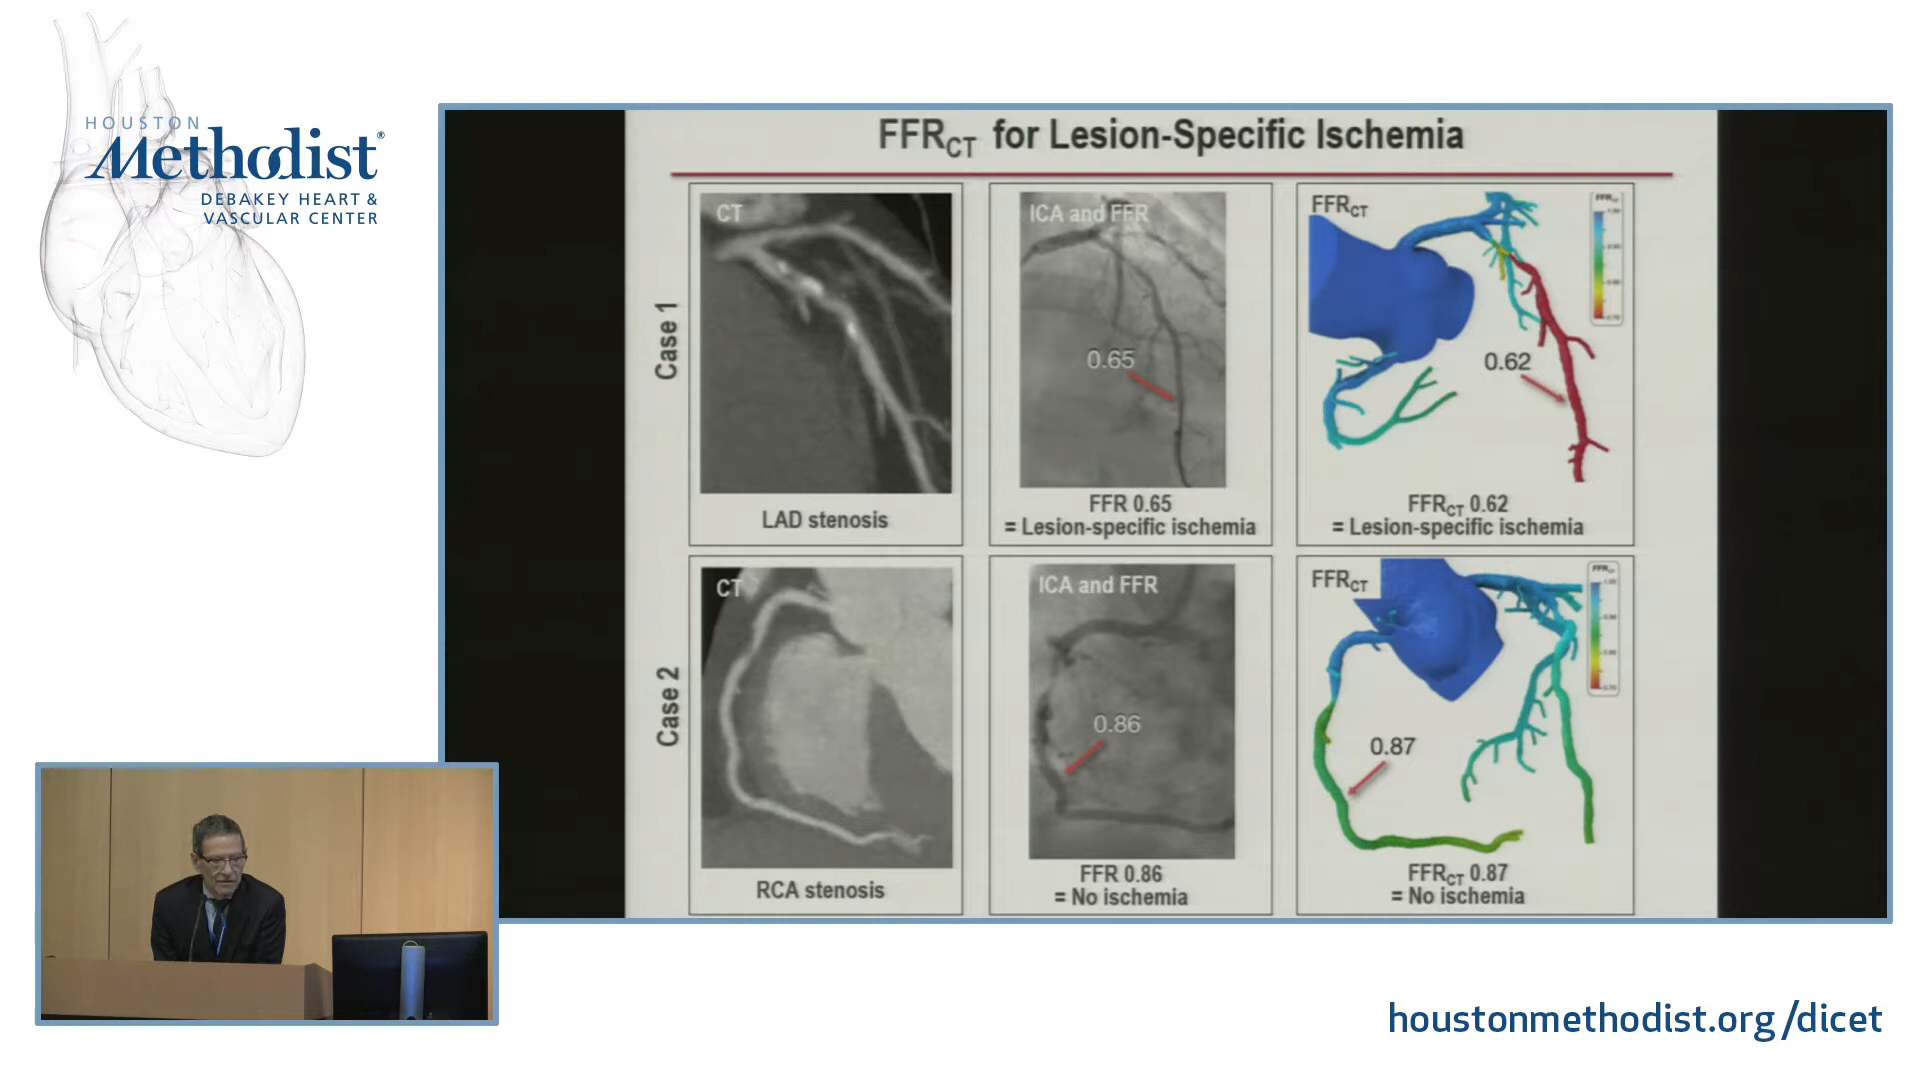 HOUSTON
Methodist®
DEBAKEY HEART &
VASCULAR CENTER
FFRCT for Lesion-Specific Ischemia
Case 1
CT
LAD stenosis
ICA and FFR
0.65
FFR 0.65
= Lesion-specific ischemia
FFRCT
0.62
FFRCT 0.62
= Lesion-specific ischemia
Case 2
CT
RCA stenosis
ICA and FFR
0.86
FFR 0.86
= No ischemia
FFRCT
0.87
FFRCT 0.87
= No ischemia
houstonmethodist.org/dicet